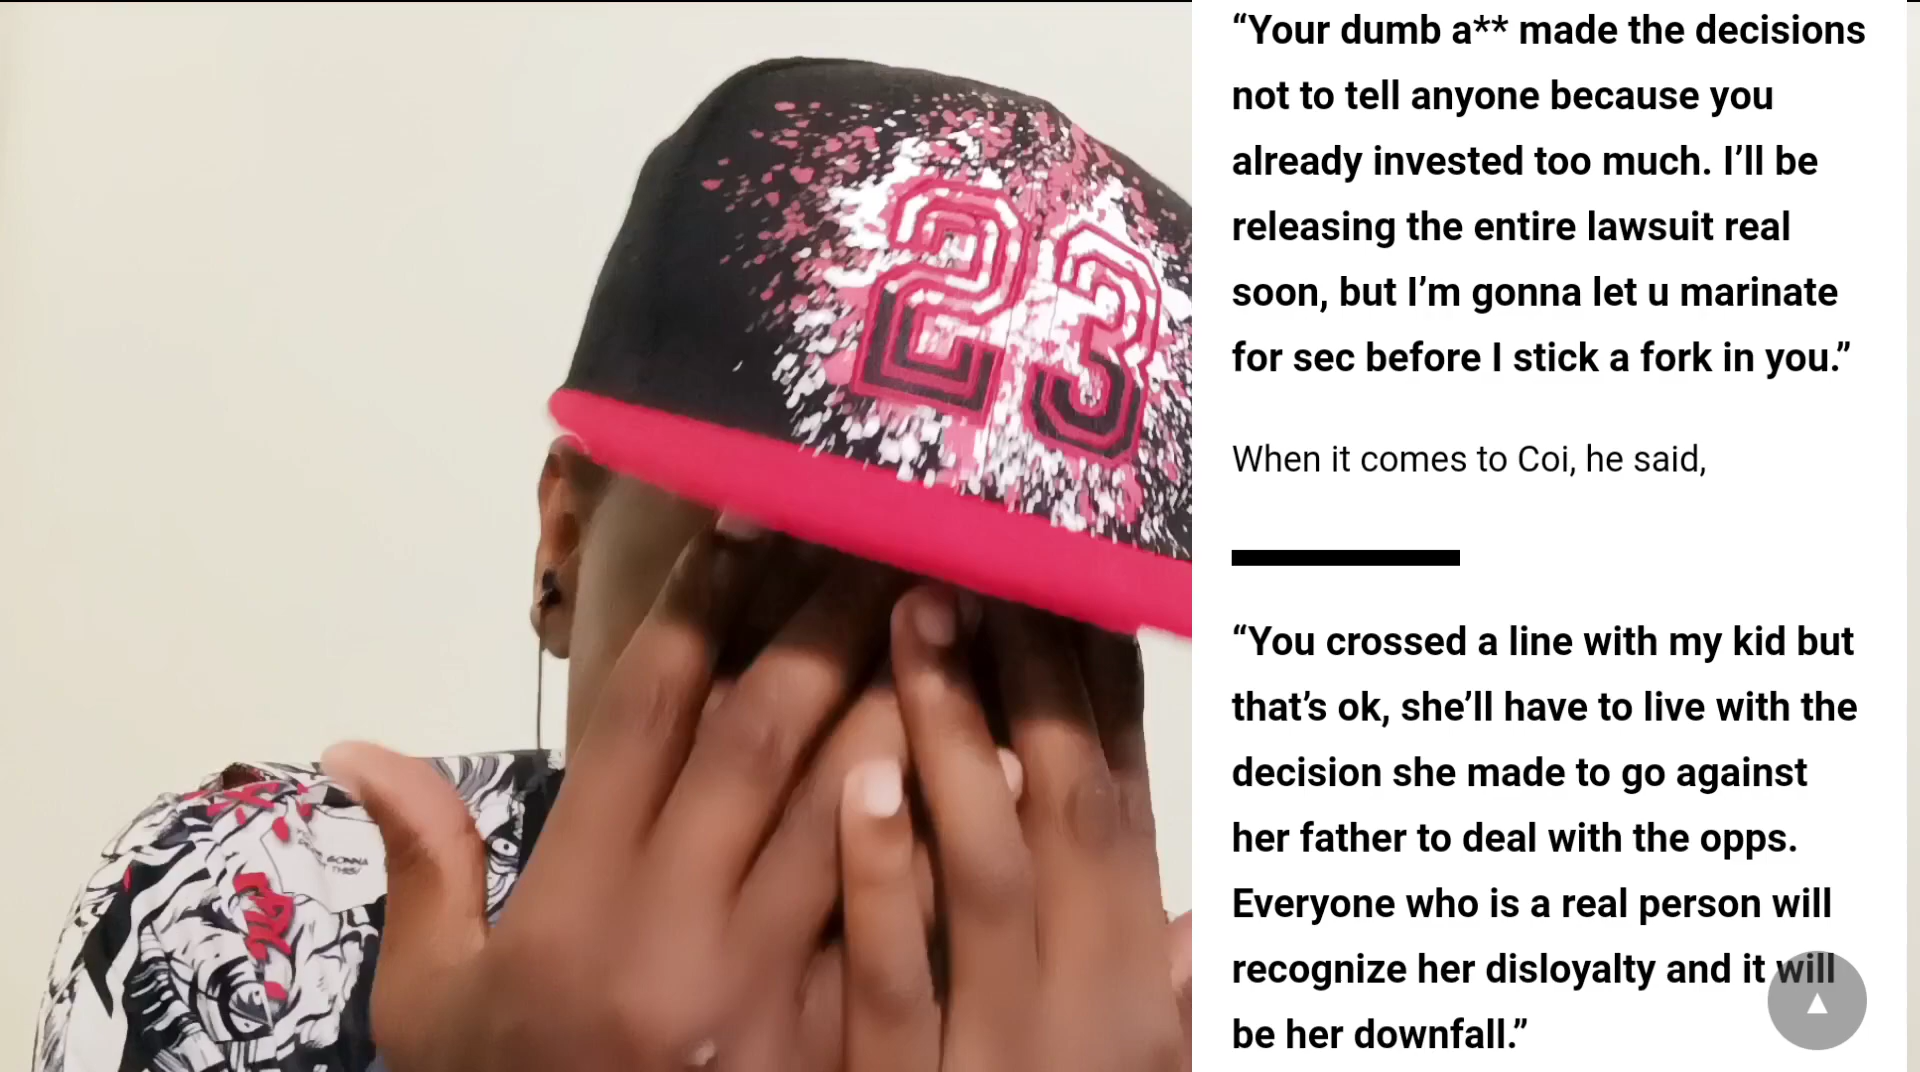 23
GONNA
THEY
“Your dumb a** made the decisions
not to tell anyone because you
already invested too much. I’ll be
releasing the entire lawsuit real
soon, but I’m gonna let u marinate
for sec before I stick a fork in you.”
When it comes to Coi, he said,
“You crossed a line with my kid but
that’s ok, she’ll have to live with the
decision she made to go against
her father to deal with the opps.
Everyone who is a real person will
recognize her disloyalty and it will
be her downfall.”